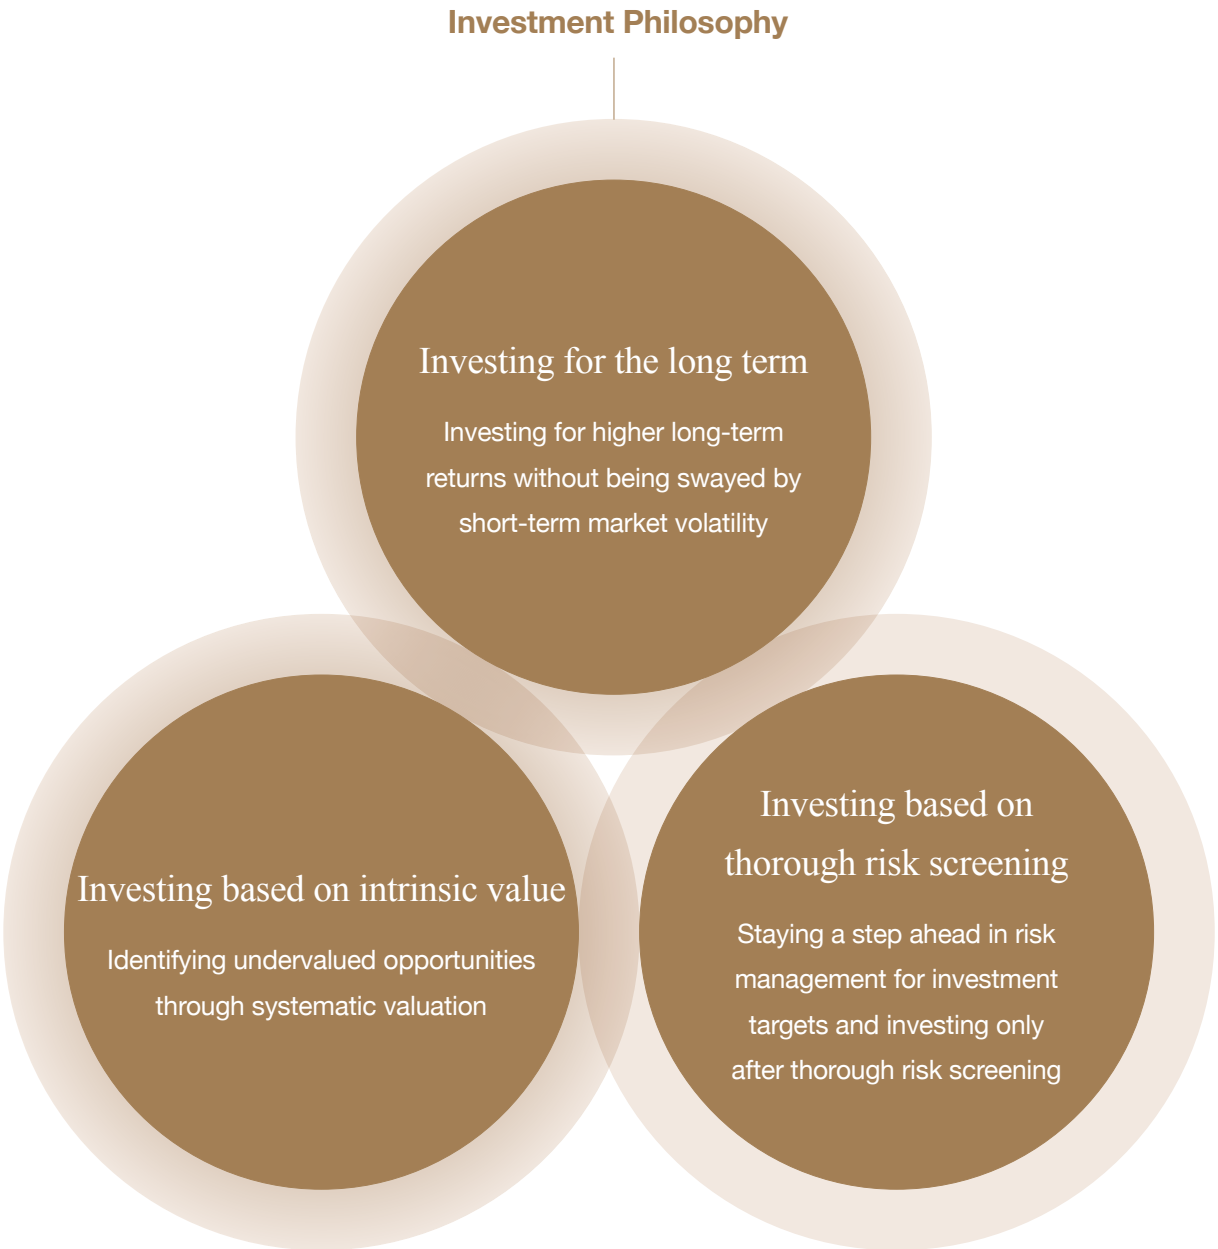 Investment Philosophy
Investing for the long term
Investing for higher long-term
returns without being swayed by
short-term market volatility
Investing based on intrinsic value
Identifying undervalued opportunities
through systematic valuation
Investing based on
thorough risk screening
Staying a step ahead in risk
management for investment
targets and investing only
after thorough risk screening